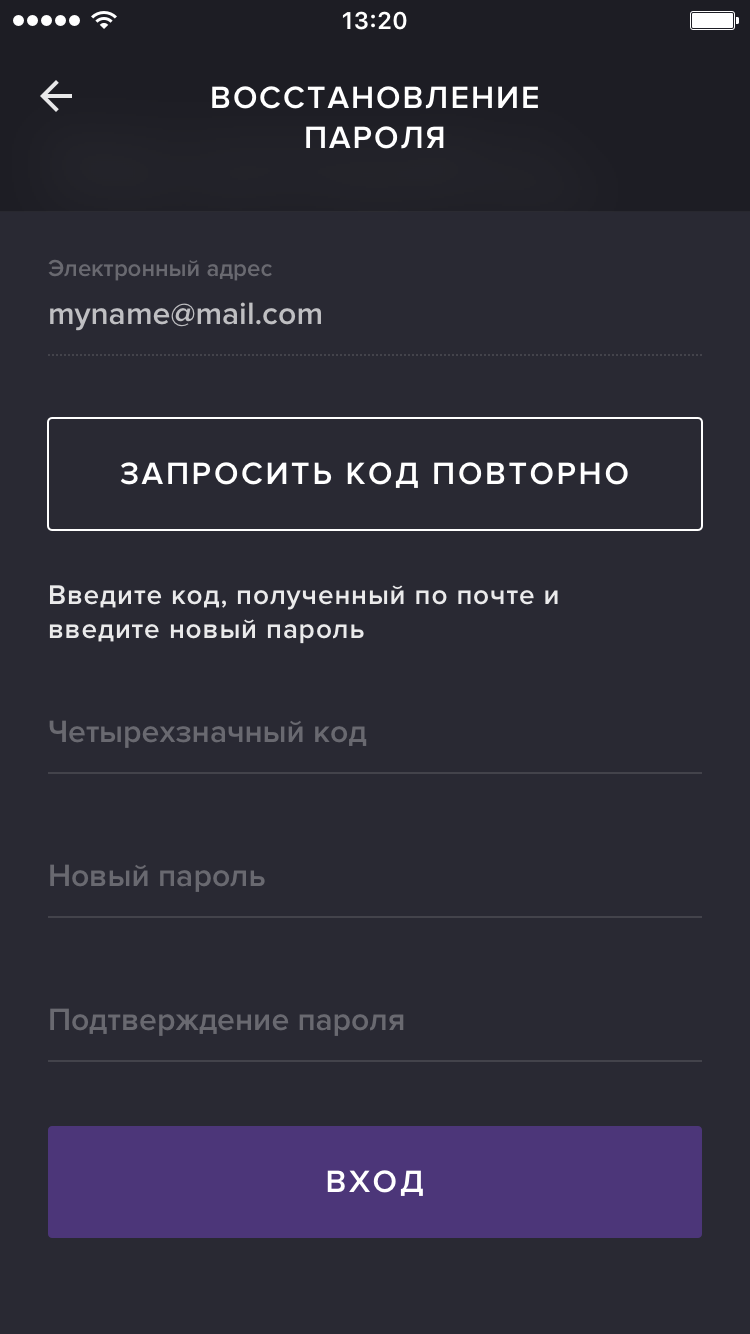 13:20
ВОССТАНОВЛЕНИЕ
ПАРОЛЯ
Электронный адрес
myname@mail.com
ЗАПРОСИТЬ КОД ПОВТОРНО
Введите код, полученный по почте и
введите новый пароль
Четырехзначный код
Новый пароль
Подтверждение пароля
ВХОД